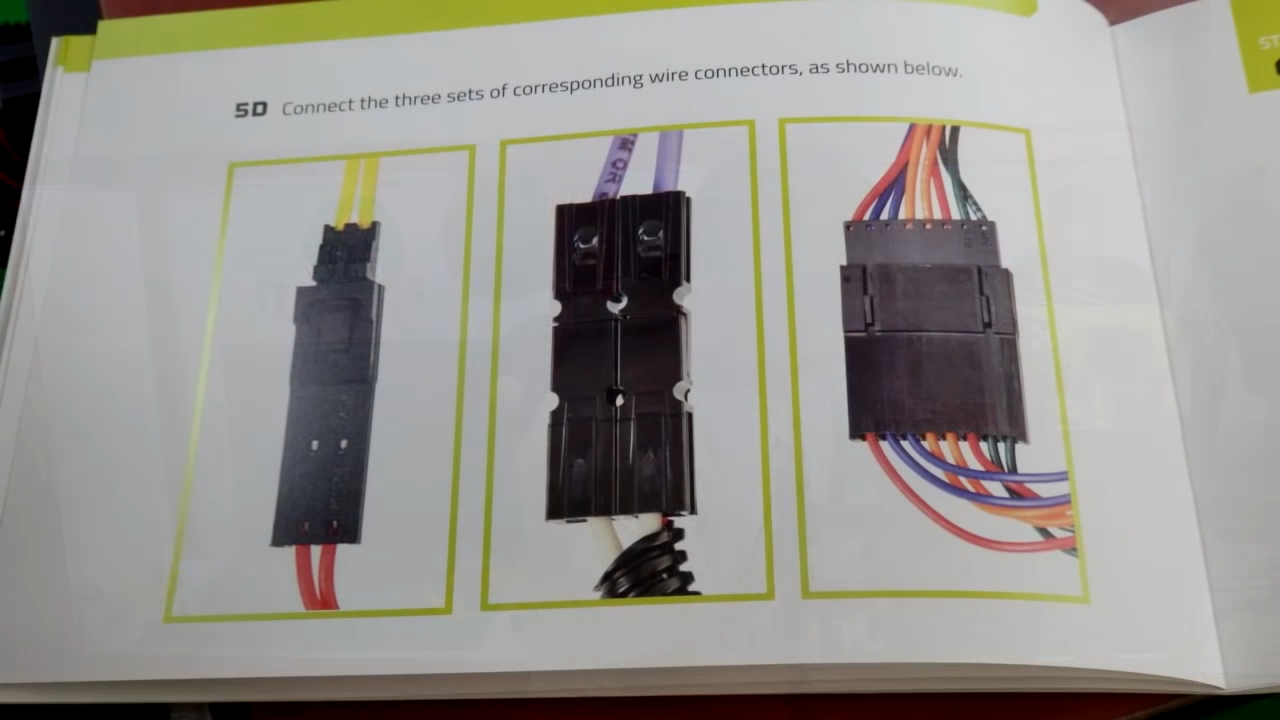 5D Connect the three sets of corresponding wire connectors, as shown below.